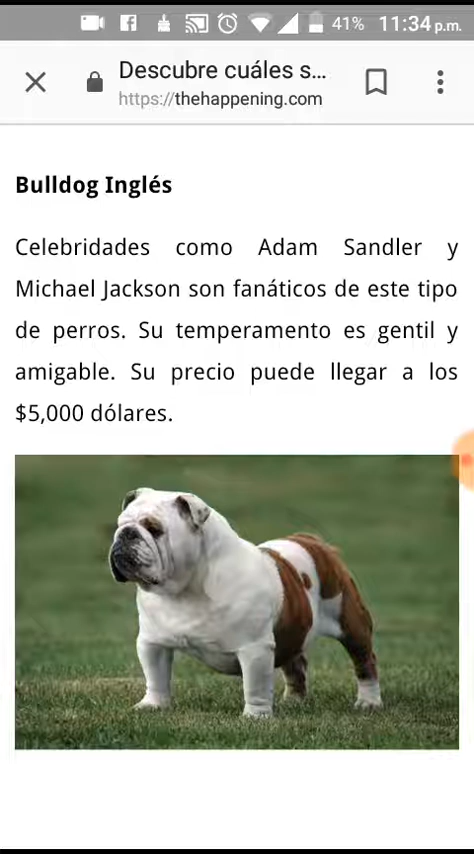 41% 11:34 p.m.
Descubre cuáles s...
https://thehappening.com
Bulldog Inglés
Celebridades como Adam Sandler y
Michael Jackson son fanáticos de este tipo
de perros. Su temperamento es gentil y
amigable. Su precio puede llegar a los
$5,000 dólares.